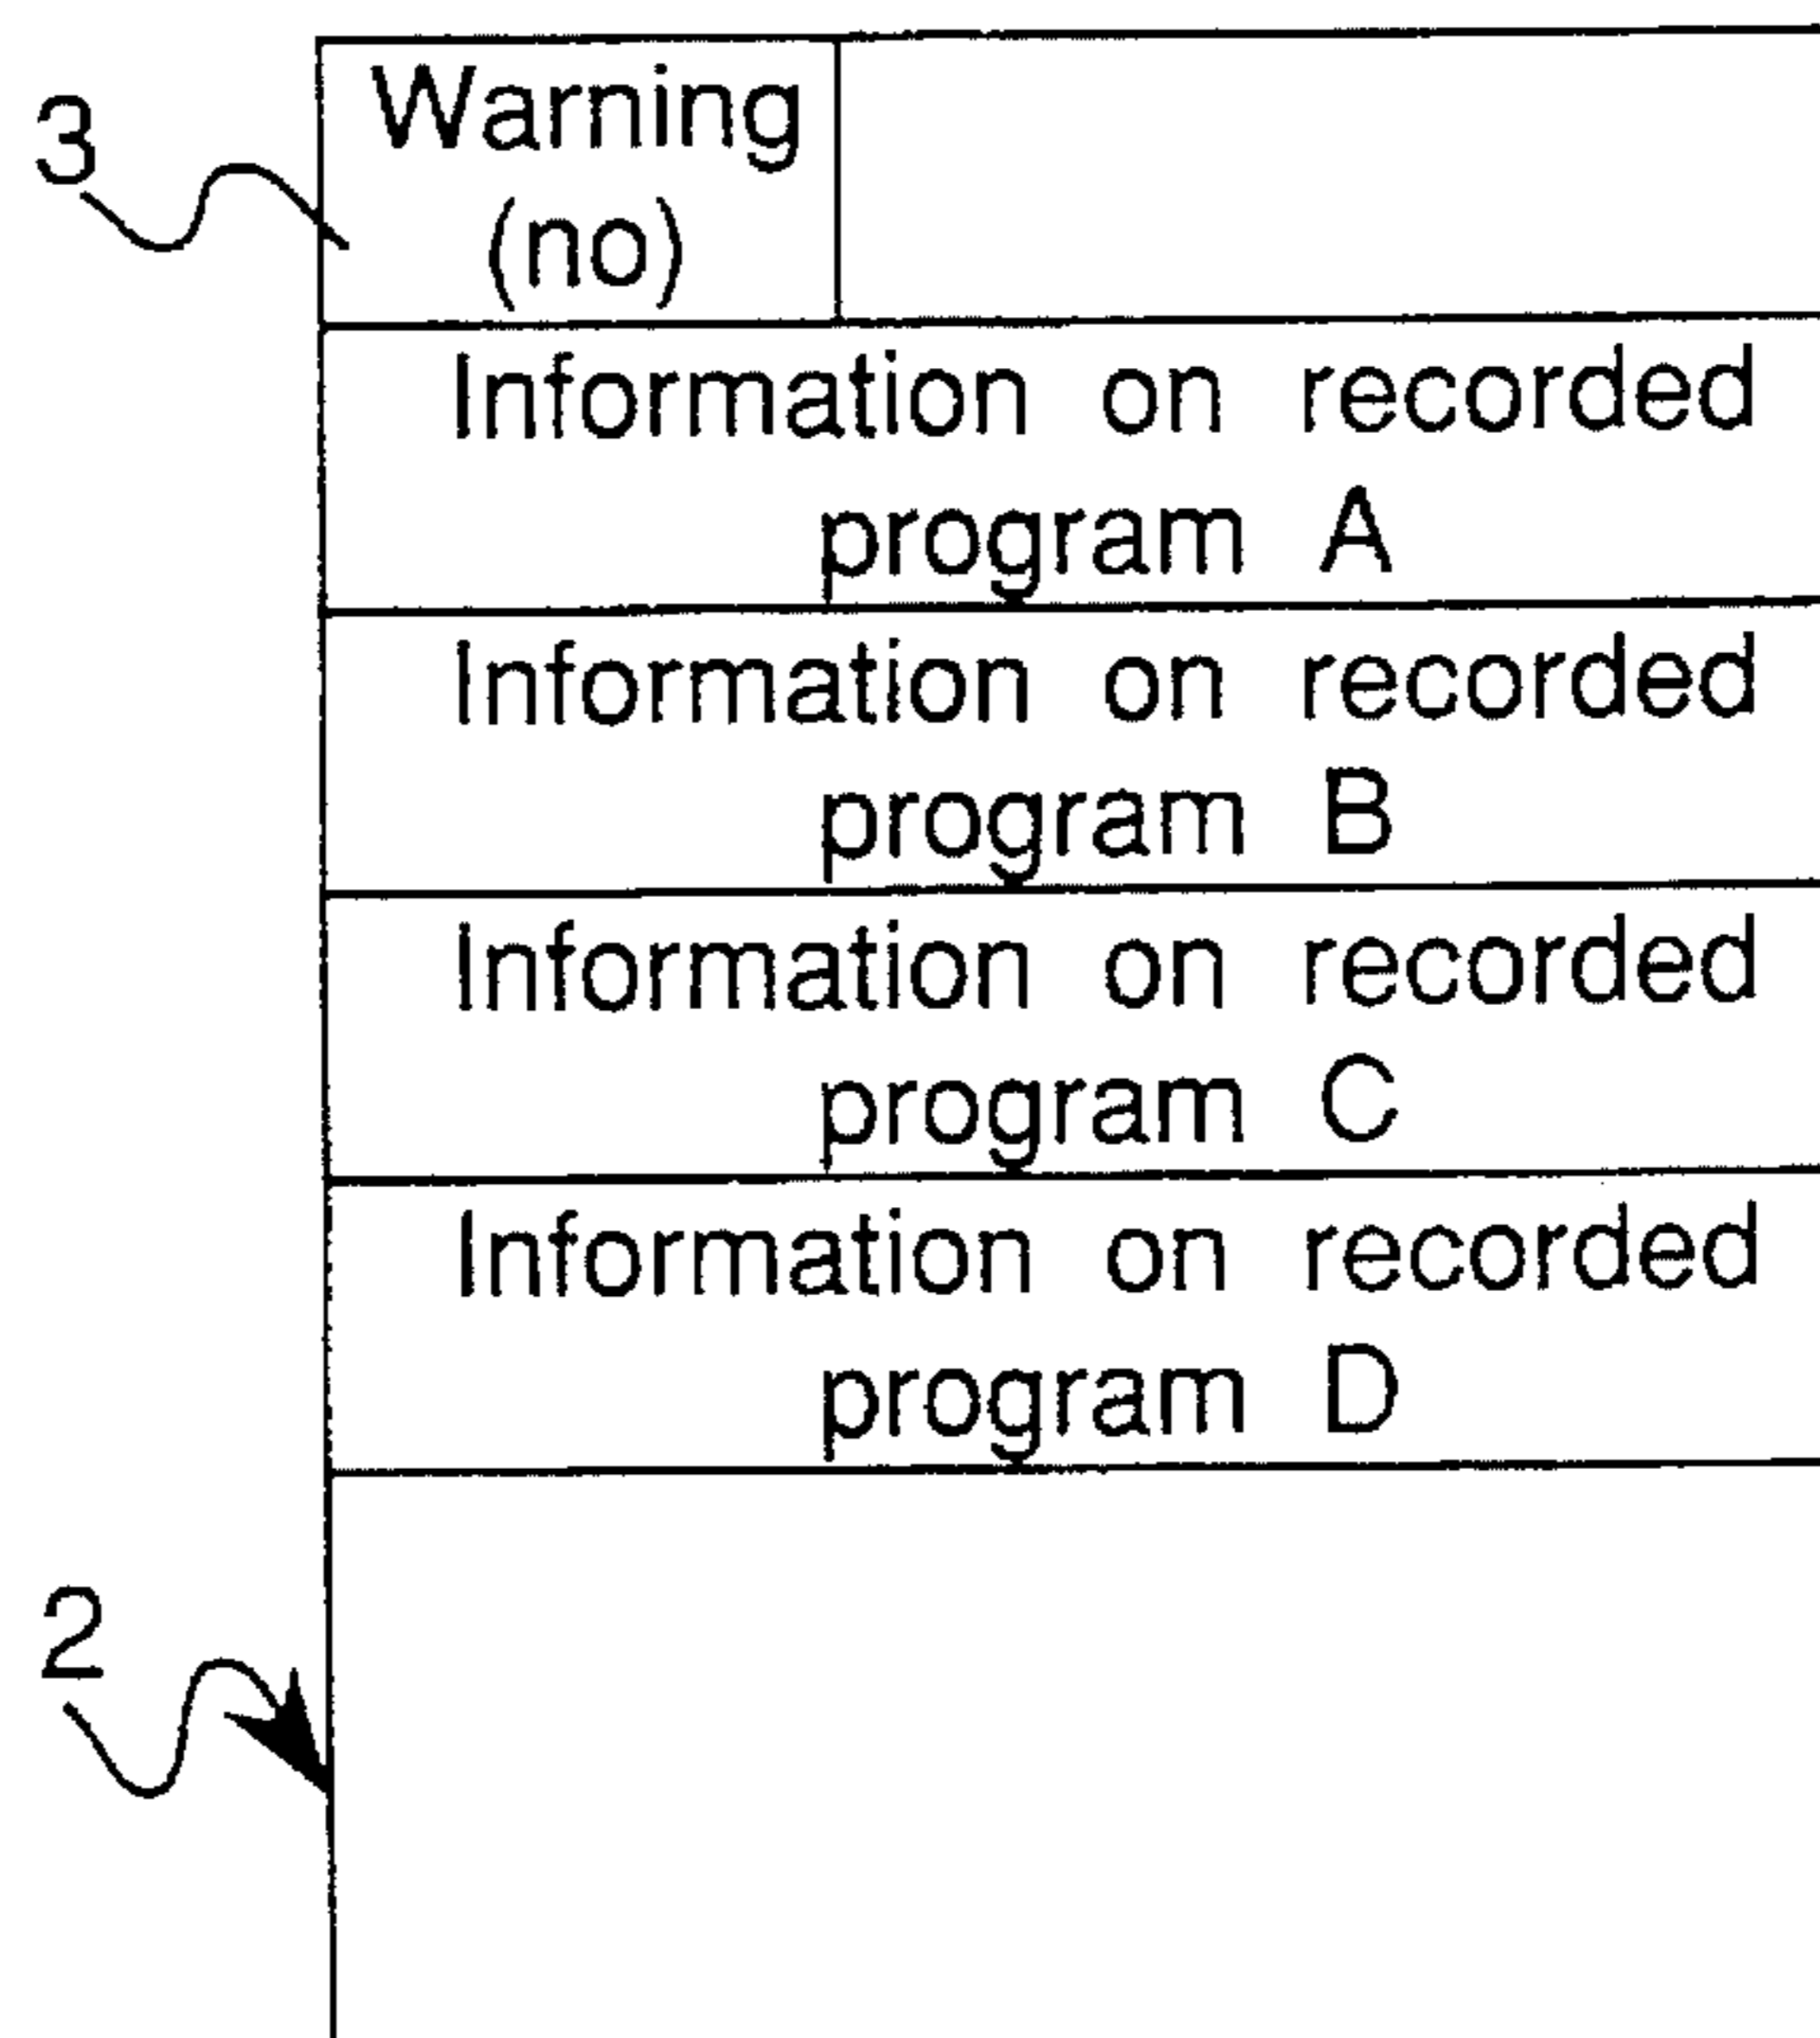 3
Warning
(no)
Information on recorded
program A
Information on recorded
program B
Information on recorded
program C
Information on recorded
program D
2